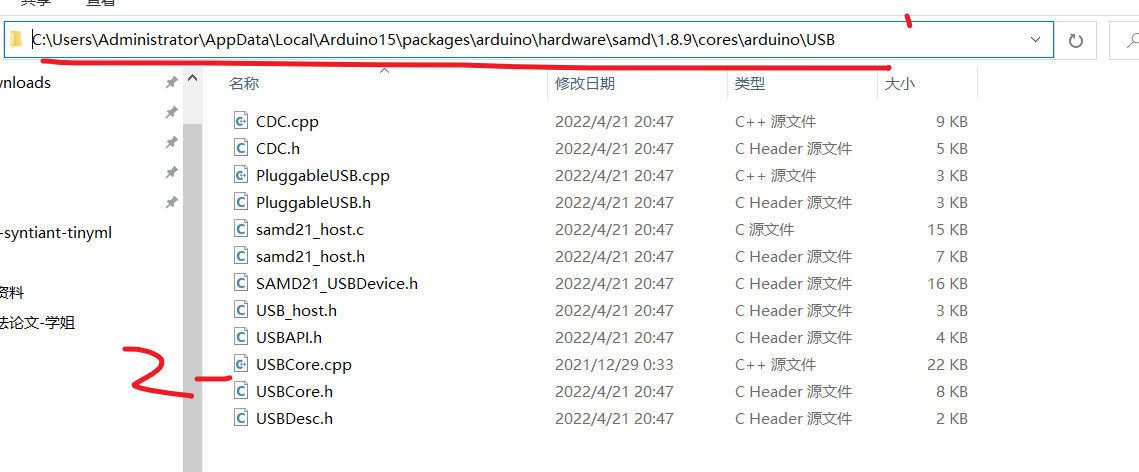 共享 查看
C:\Users\Administrator\AppData\Local\Arduino15\packages\arduino\hardware\samd\1.8.9\cores\arduino\USB
wnloads
名称 修改日期 类型 大小
CDC.cpp 2022/4/21 20:47 C++ 源文件 9 KB
CDC.h 2022/4/21 20:47 C Header 源文件 5 KB
PluggableUSB.cpp 2022/4/21 20:47 C++ 源文件 3 KB
PluggableUSB.h 2022/4/21 20:47 C Header 源文件 3 KB
samd21_host.c 2022/4/21 20:47 C 源文件 15 KB
-syntiant-tinyml
samd21_host.h 2022/4/21 20:47 C Header 源文件 7 KB
SAMD21_USBDevice.h 2022/4/21 20:47 C Header 源文件 16 KB
资料
USB_host.h 2022/4/21 20:47 C Header 源文件 3 KB
法论文-学姐
USBAPI.h 2022/4/21 20:47 C Header 源文件 4 KB
2
USBCore.cpp 2021/12/29 0:33 C++ 源文件 22 KB
USBCore.h 2022/4/21 20:47 C Header 源文件 8 KB
USBDesc.h 2022/4/21 20:47 C Header 源文件 2 KB